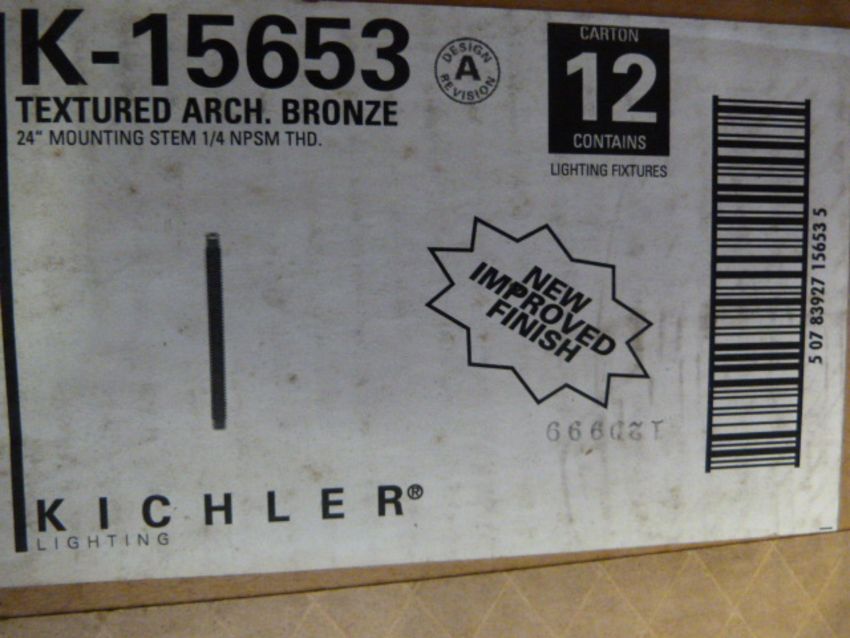 K-15653
TEXTURED ARCH. BRONZE
24" MOUNTING STEM 1/4 NPSM THD.
DESIGN
A
REVISION
CARTON
12
CONTAINS
LIGHTING FIXTURES
NEW
IMPROVED
FINISH
5 07 83927 15653 5
KICHLER®
LIGHTING